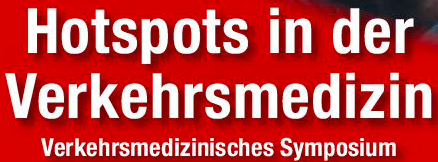 Hotspots in der
Verkehrsmedizin
Verkehrsmedizinisches Symposium